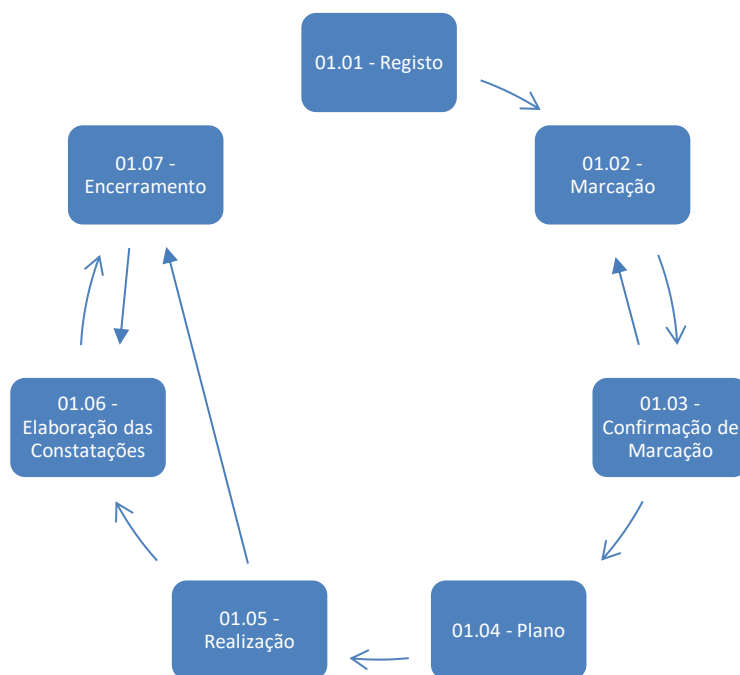 01.01 - Registo
01.02 -
Marcação
01.03 -
Confirmação de
Marcação
01.04 - Plano
01.05 -
Realização
01.06 -
Elaboração das
Constatações
01.07 -
Encerramento